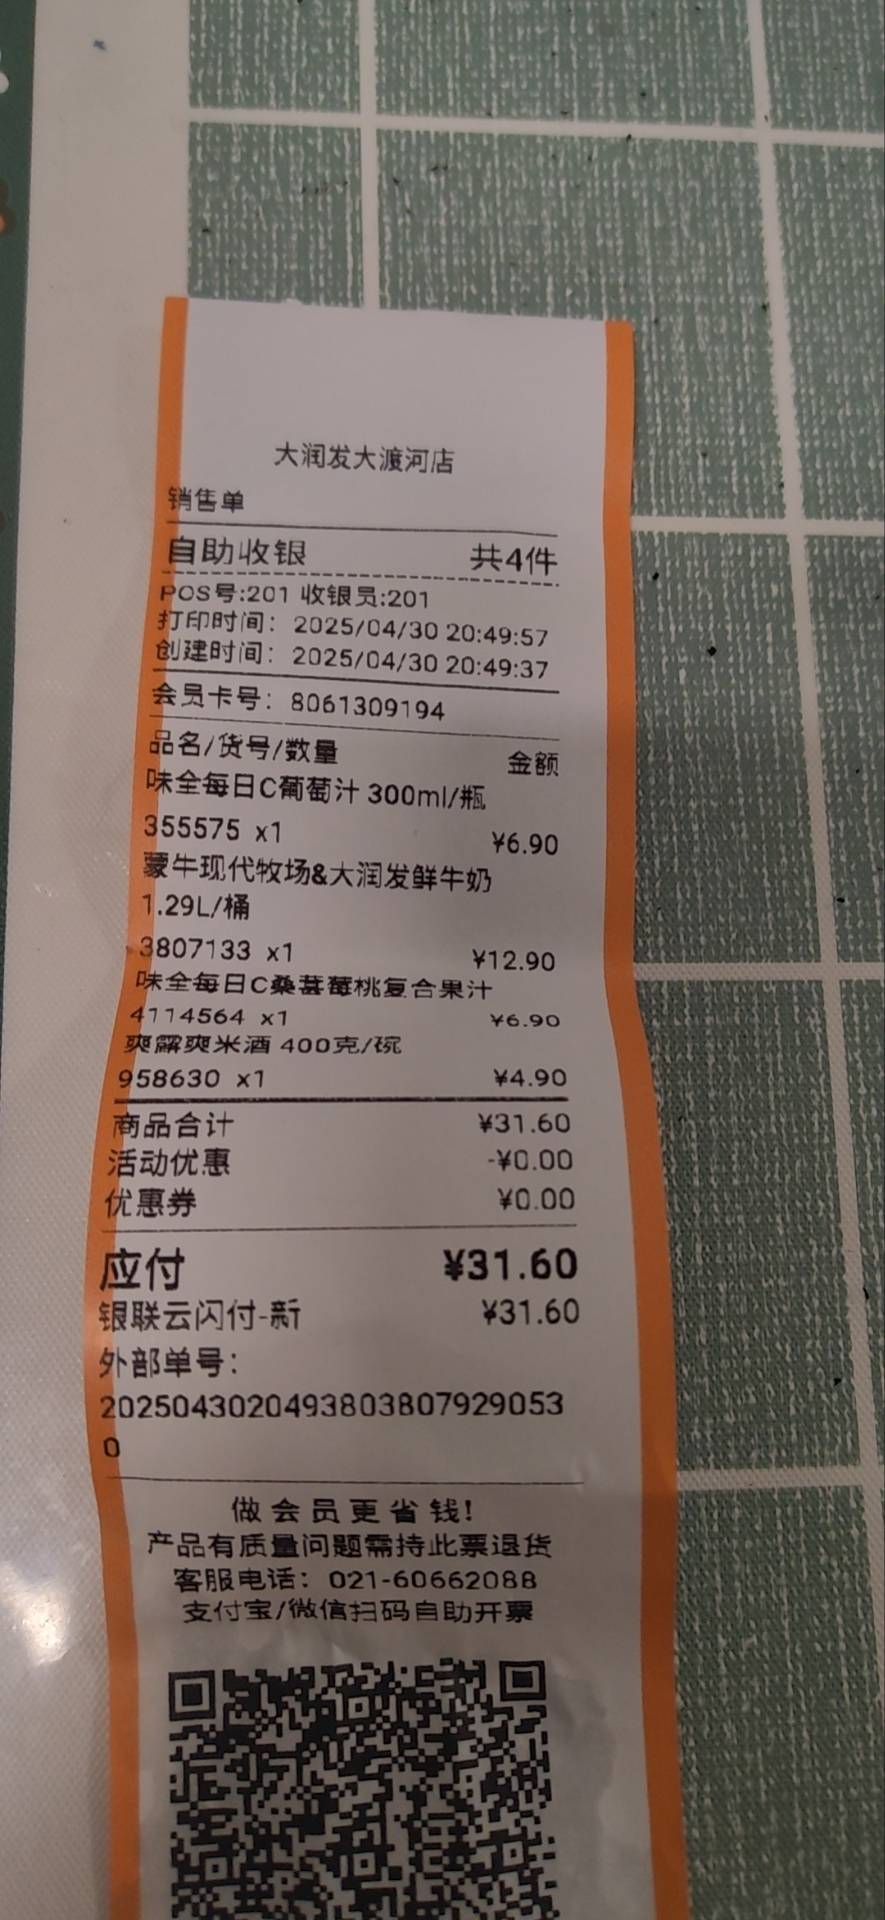 大润发大渡河店
销售单
自助收银 共4件
POS号:201 收银员:201
打印时间: 2025/04/30 20:49:57
创建时间: 2025/04/30 20:49:37
会员卡号: 8061309194
品名/货号/数量 金额
味全每日C葡萄汁 300ml/瓶
355575 x1 ¥6.90
蒙牛现代牧场&大润发鲜牛奶
1.29L/桶
3807133 x1 ¥12.90
味全每日C桑葚莓桃复合果汁
4114564 x1 ¥6.90
爽露爽米酒 400克/碗
958630 x1 ¥4.90
商品合计 ¥31.60
活动优惠 -¥0.00
优惠券 ¥0.00
应付 ¥31.60
银联云闪付-新 ¥31.60
外部单号:
2025043020493803807929053
0
做会员更省钱!
产品有质量问题需持此票退货
客服电话: 021-60662088
支付宝/微信扫码自助开票